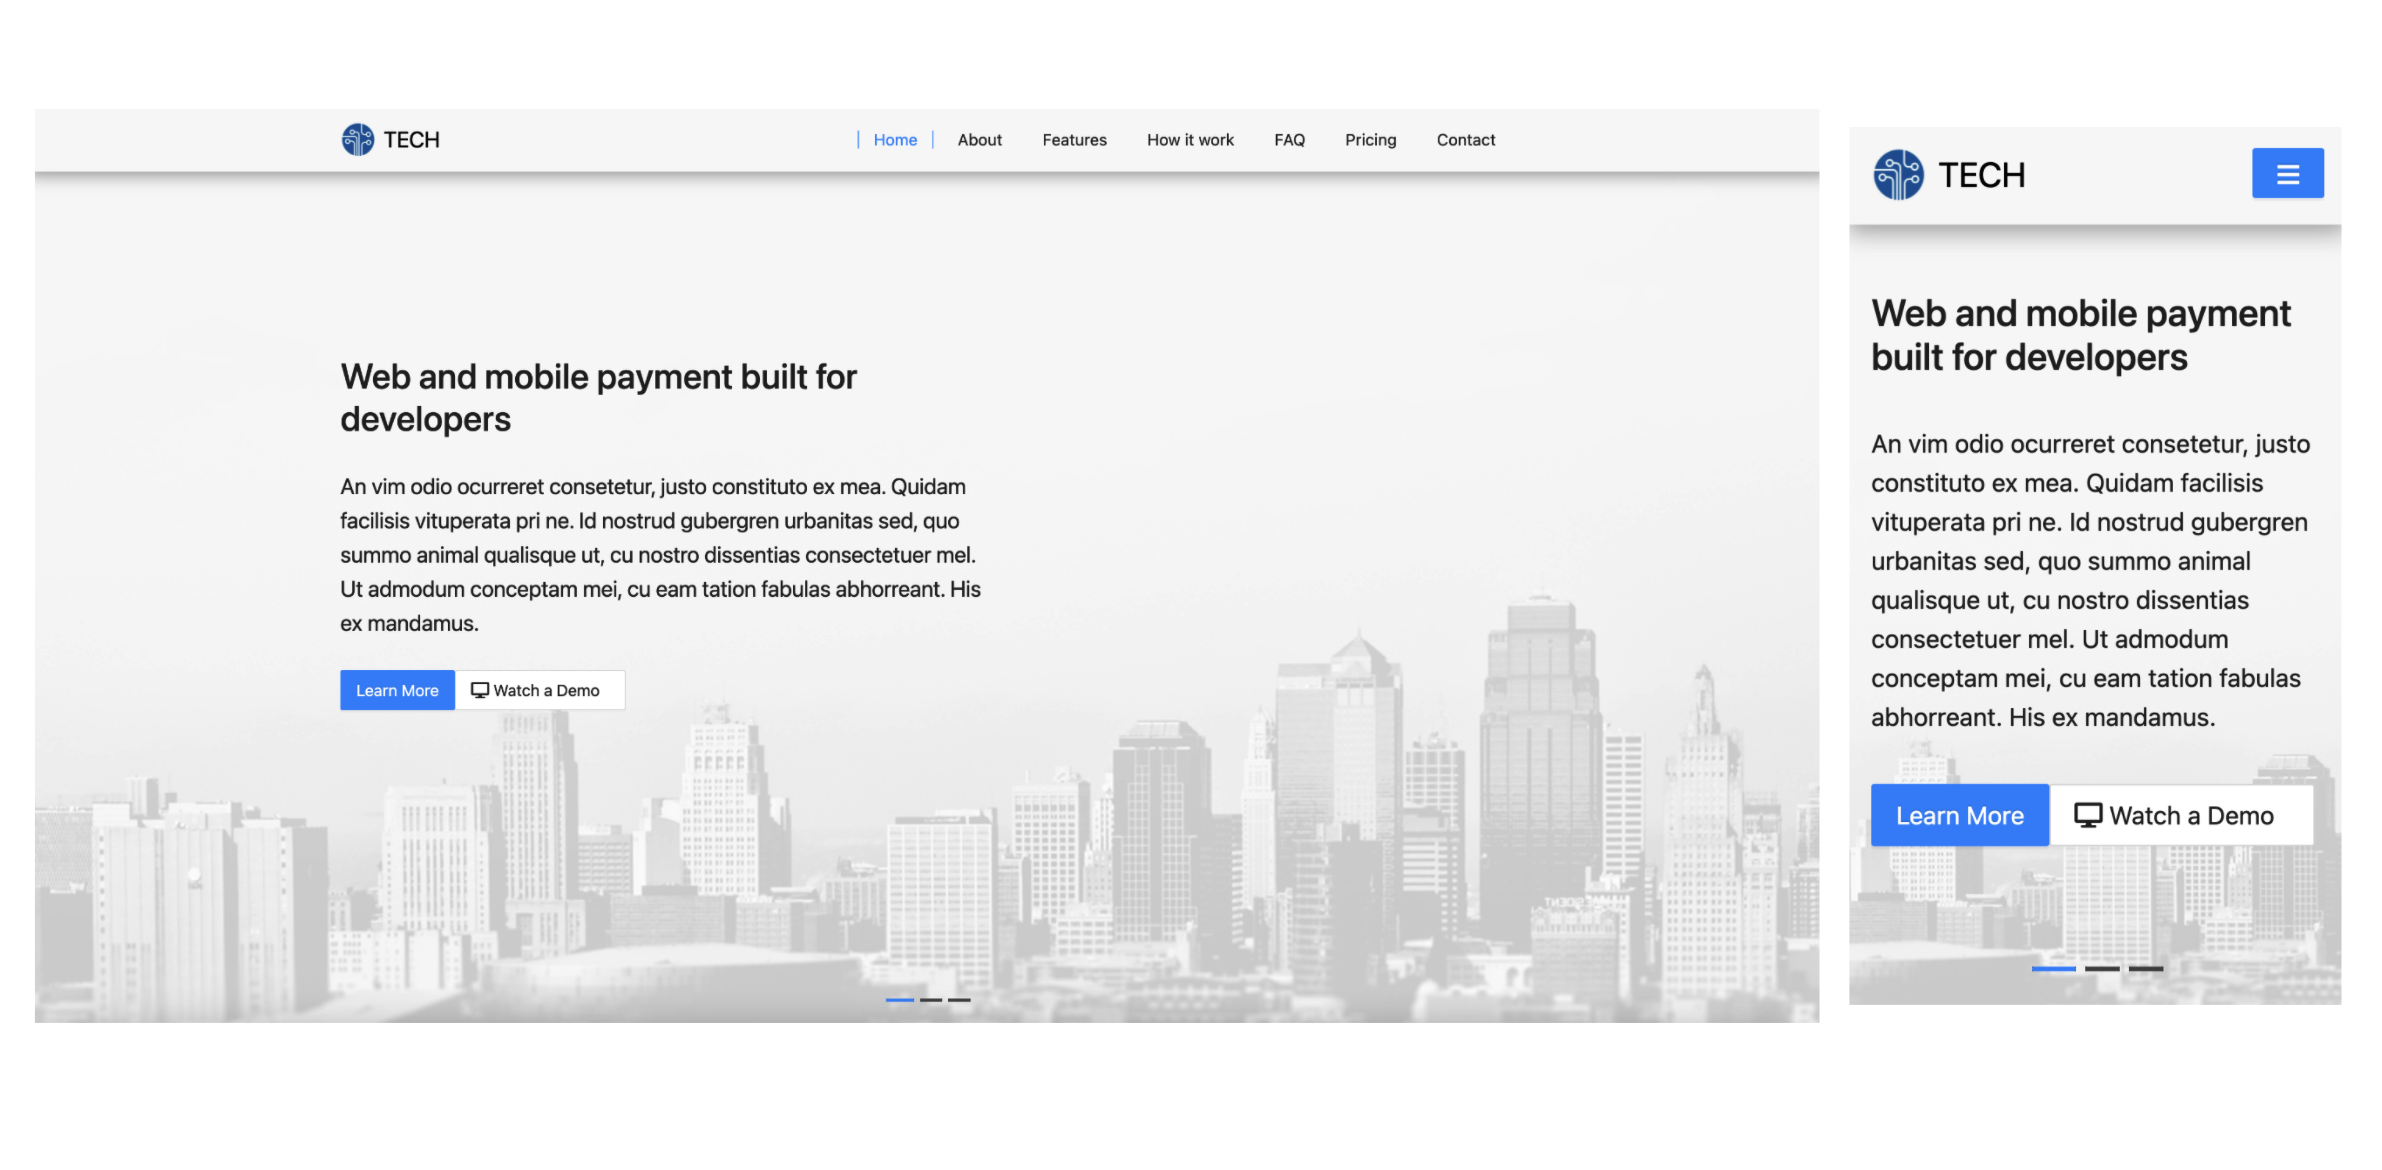 TECH
Home
About
Features
How it work
FAQ
Pricing
Contact
Web and mobile payment built for
developers
An vim odio ocurreret consetetur, justo constituto ex mea. Quidam
facilisis vituperata pri ne. Id nostrud gubergren urbanitas sed, quo
summo animal qualisque ut, cu nostro dissentias consectetuer mel.
Ut admodum conceptam mei, cu eam tation fabulas abhorreant. His
ex mandamus.
Learn More
Watch a Demo
TECH
Web and mobile payment
built for developers
An vim odio ocurreret consetetur, justo
constituto ex mea. Quidam facilisis
vituperata pri ne. Id nostrud gubergren
urbanitas sed, quo summo animal
qualisque ut, cu nostro dissentias
consectetuer mel. Ut admodum
conceptam mei, cu eam tation fabulas
abhorreant. His ex mandamus.
Learn More
Watch a Demo